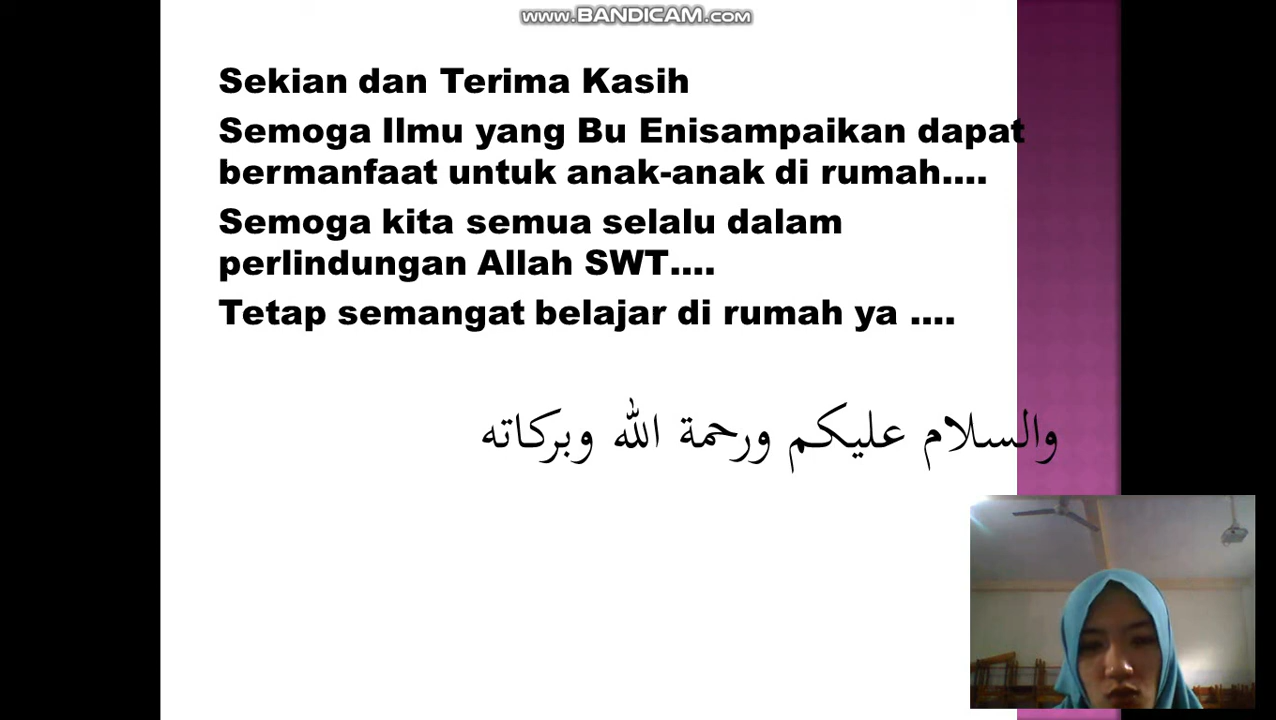 WWW.BANDICAM.COM
Sekian dan Terima Kasih
Semoga Ilmu yang Bu Enisampaikan dapat
bermanfaat untuk anak-anak di rumah....
Semoga kita semua selalu dalam
perlindungan Allah SWT....
Tetap semangat belajar di rumah ya ....
والسلام عليكم ورحمة الله وبركاته